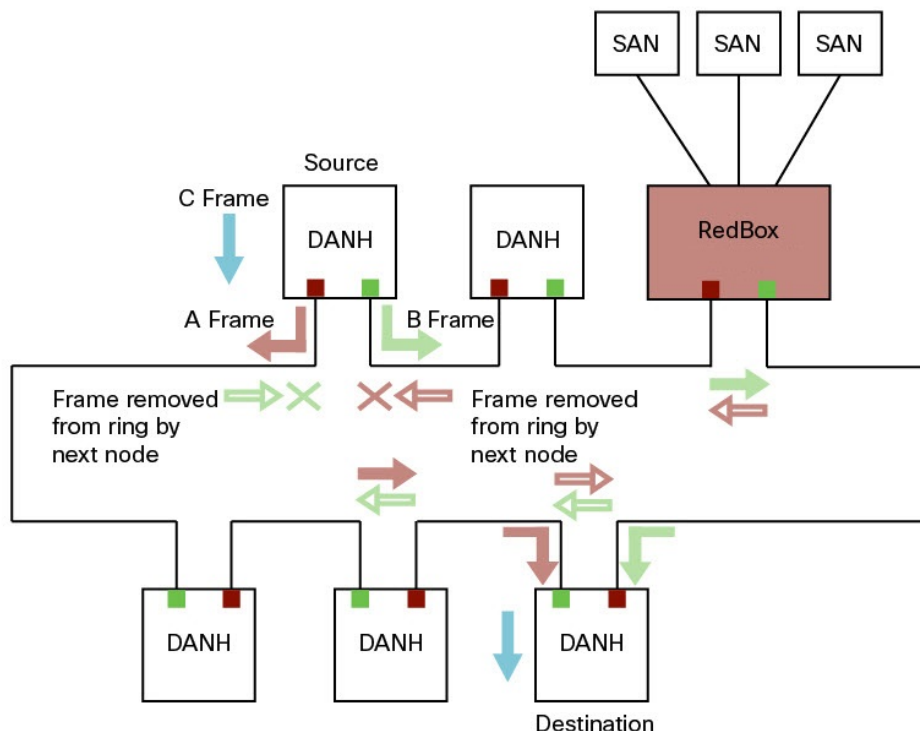 SAN
SAN
SAN
Source
C Frame
DANH
DANH
RedBox
A Frame
B Frame
Frame removed
from ring by
next node
Frame removed
from ring by
next node
DANH
DANH
DANH
Destination